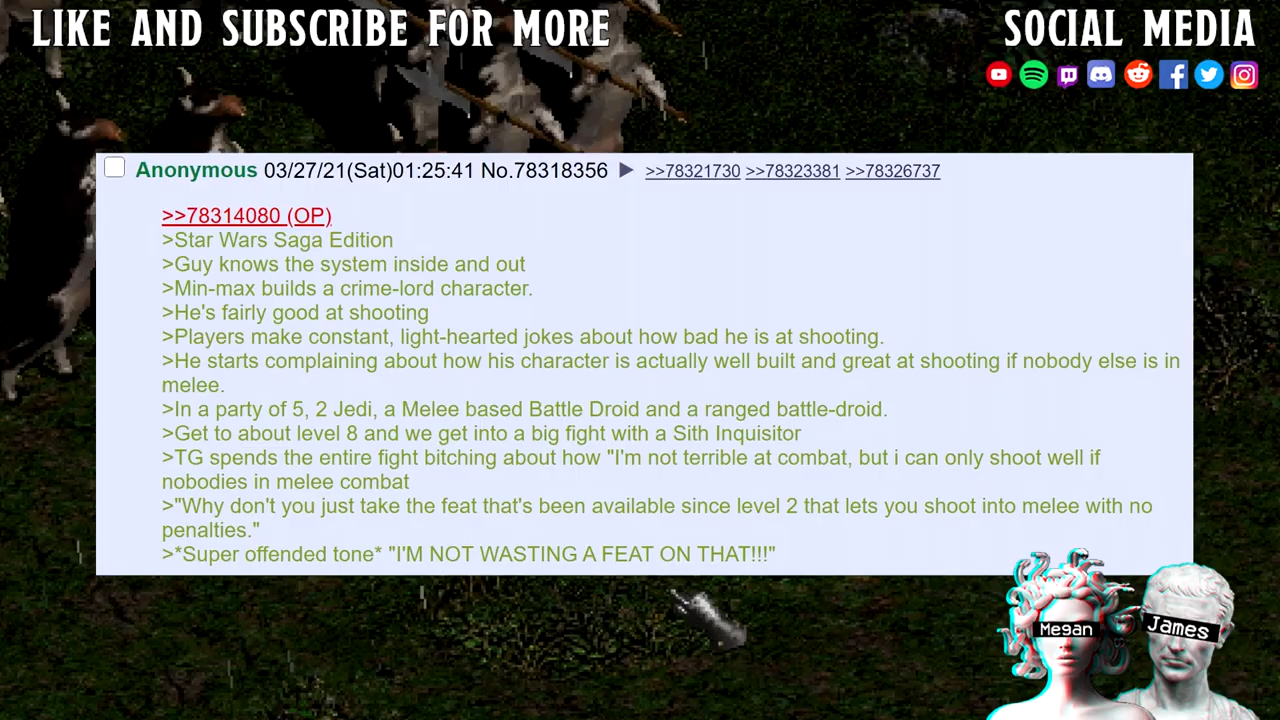 LIKE AND SUBSCRIBE FOR MORE
SOCIAL MEDIA
Anonymous 03/27/21(Sat)01:25:41 No.78318356 ▶ >>78321730 >>78323381 >>78326737
>>78314080 (OP)
>Star Wars Saga Edition
>Guy knows the system inside and out
>Min-max builds a crime-lord character.
>He's fairly good at shooting
>Players make constant, light-hearted jokes about how bad he is at shooting.
>He starts complaining about how his character is actually well built and great at shooting if nobody else is in
melee.
>In a party of 5, 2 Jedi, a Melee based Battle Droid and a ranged battle-droid.
>Get to about level 8 and we get into a big fight with a Sith Inquisitor
>TG spends the entire fight bitching about how "I'm not terrible at combat, but i can only shoot well if
nobodies in melee combat
>"Why don't you just take the feat that's been available since level 2 that lets you shoot into melee with no
penalties."
>*Super offended tone* "I'M NOT WASTING A FEAT ON THAT!!!"
Megan
James